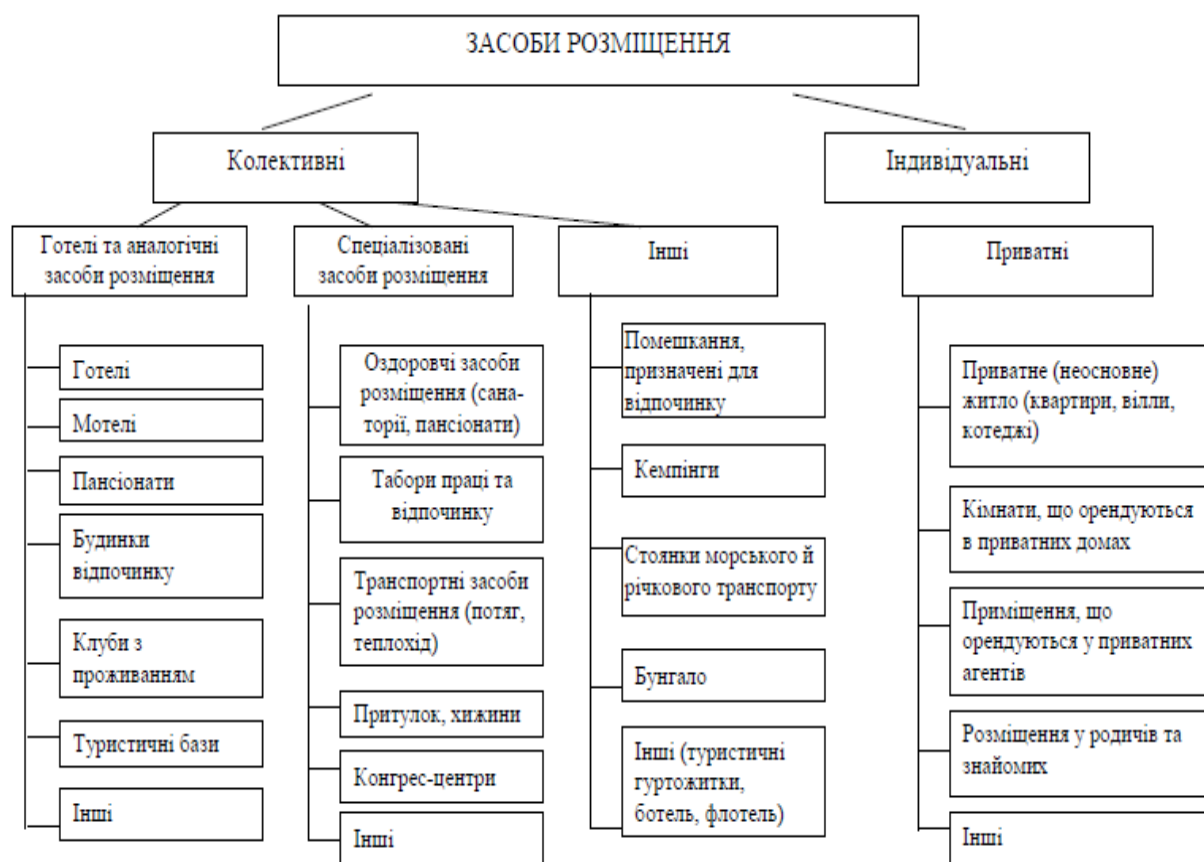 ЗАСОБИ РОЗМІЩЕННЯ
Колективні
Індивідуальні
Готелі та аналогічні
засоби розміщення
Спеціалізовані
засоби розміщення
Інші
Приватні
Готелі
Мотелі
Пансіонати
Будинки
відпочинку
Клуби з
проживанням
Туристичні бази
Інші
Оздоровчі засоби
розміщення (сана-
торії, пансіонати)
Табори праці та
відпочинку
Транспортні засоби
розміщення (потяг,
теплохід)
Притулок, хижини
Конгрес-центри
Інші
Помешкання,
призначені для
відпочинку
Кемпінги
Стоянки морського й
річкового транспорту
Бунгало
Інші (туристичні
гуртожитки,
ботель, флотель)
Приватне (неосновне)
житло (квартири, вілли,
котеджі)
Кімнати, що орендуються
в приватних домах
Приміщення, що
орендуються у приватних
агентів
Розміщення у родичів та
знайомих
Інші